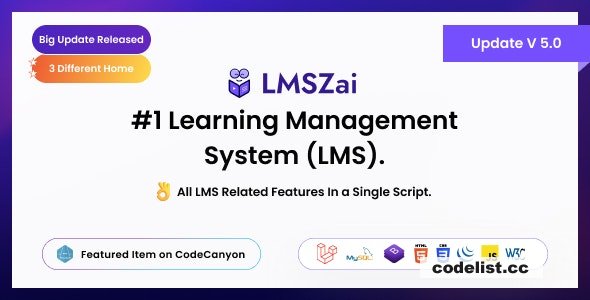 Big Update Released
3 Different Home
Update V 5.0
LMSZai
#1 Learning Management
System (LMS).
👌 All LMS Related Features In a Single Script.
Featured Item on CodeCanyon
MySQL HTML CSS JS W3C
codelist.cc